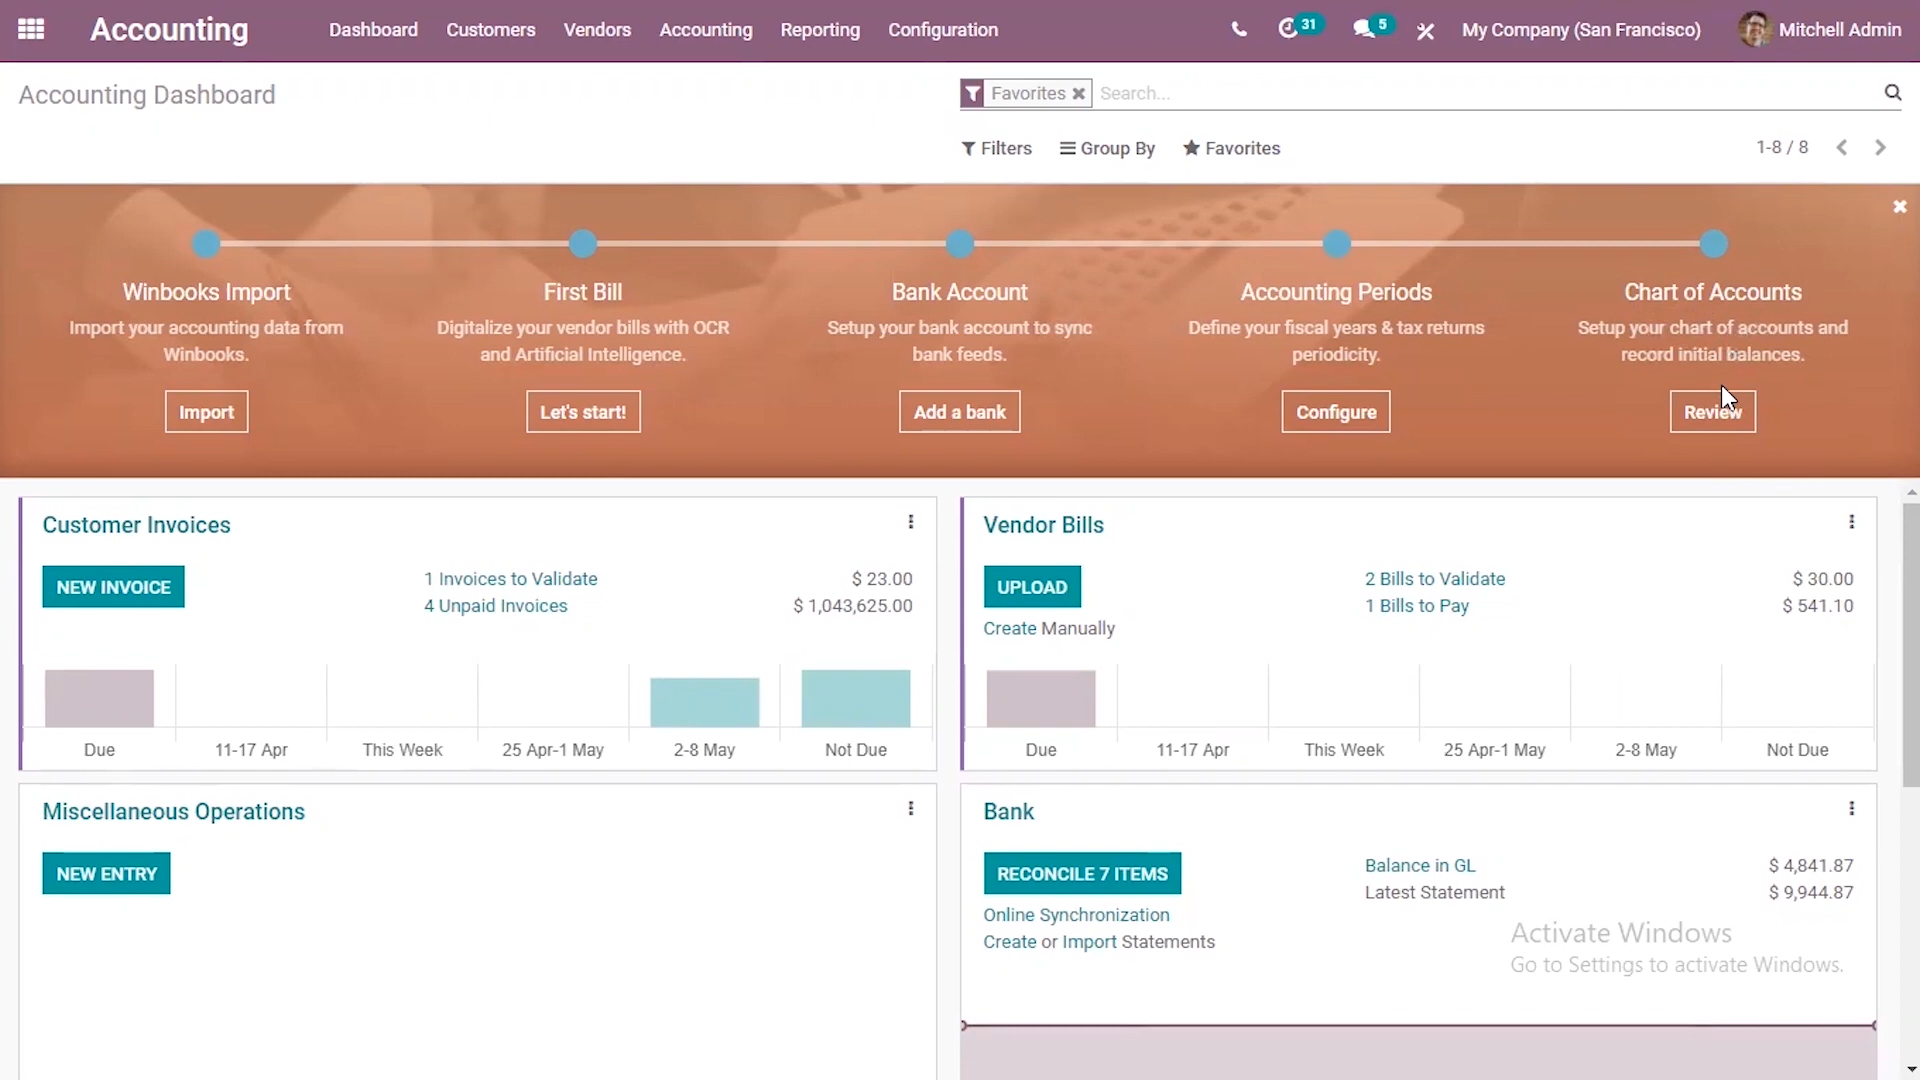 Accounting
Dashboard
Customers
Vendors
Accounting
Reporting
Configuration
31
5
My Company (San Francisco)
Mitchell Admin
Accounting Dashboard
Favorites
Search...
Filters
Group By
Favorites
1-8 / 8
Winbooks Import
Import your accounting data from
Winbooks.
Import
First Bill
Digitalize your vendor bills with OCR
and Artificial Intelligence.
Let's start!
Bank Account
Setup your bank account to sync
bank feeds.
Add a bank
Accounting Periods
Define your fiscal years & tax returns
periodicity.
Configure
Chart of Accounts
Setup your chart of accounts and
record initial balances.
Review
Customer Invoices
NEW INVOICE
1 Invoices to Validate
$ 23.00
4 Unpaid Invoices
$ 1,043,625.00
Due
11-17 Apr
This Week
25 Apr-1 May
2-8 May
Not Due
Vendor Bills
UPLOAD
Create Manually
2 Bills to Validate
$ 30.00
1 Bills to Pay
$ 541.10
Due
11-17 Apr
This Week
25 Apr-1 May
2-8 May
Not Due
Miscellaneous Operations
NEW ENTRY
Bank
RECONCILE 7 ITEMS
Online Synchronization
Create or Import Statements
Balance in GL
$ 4,841.87
Latest Statement
$ 9,944.87
Activate Windows
Go to Settings to activate Windows.